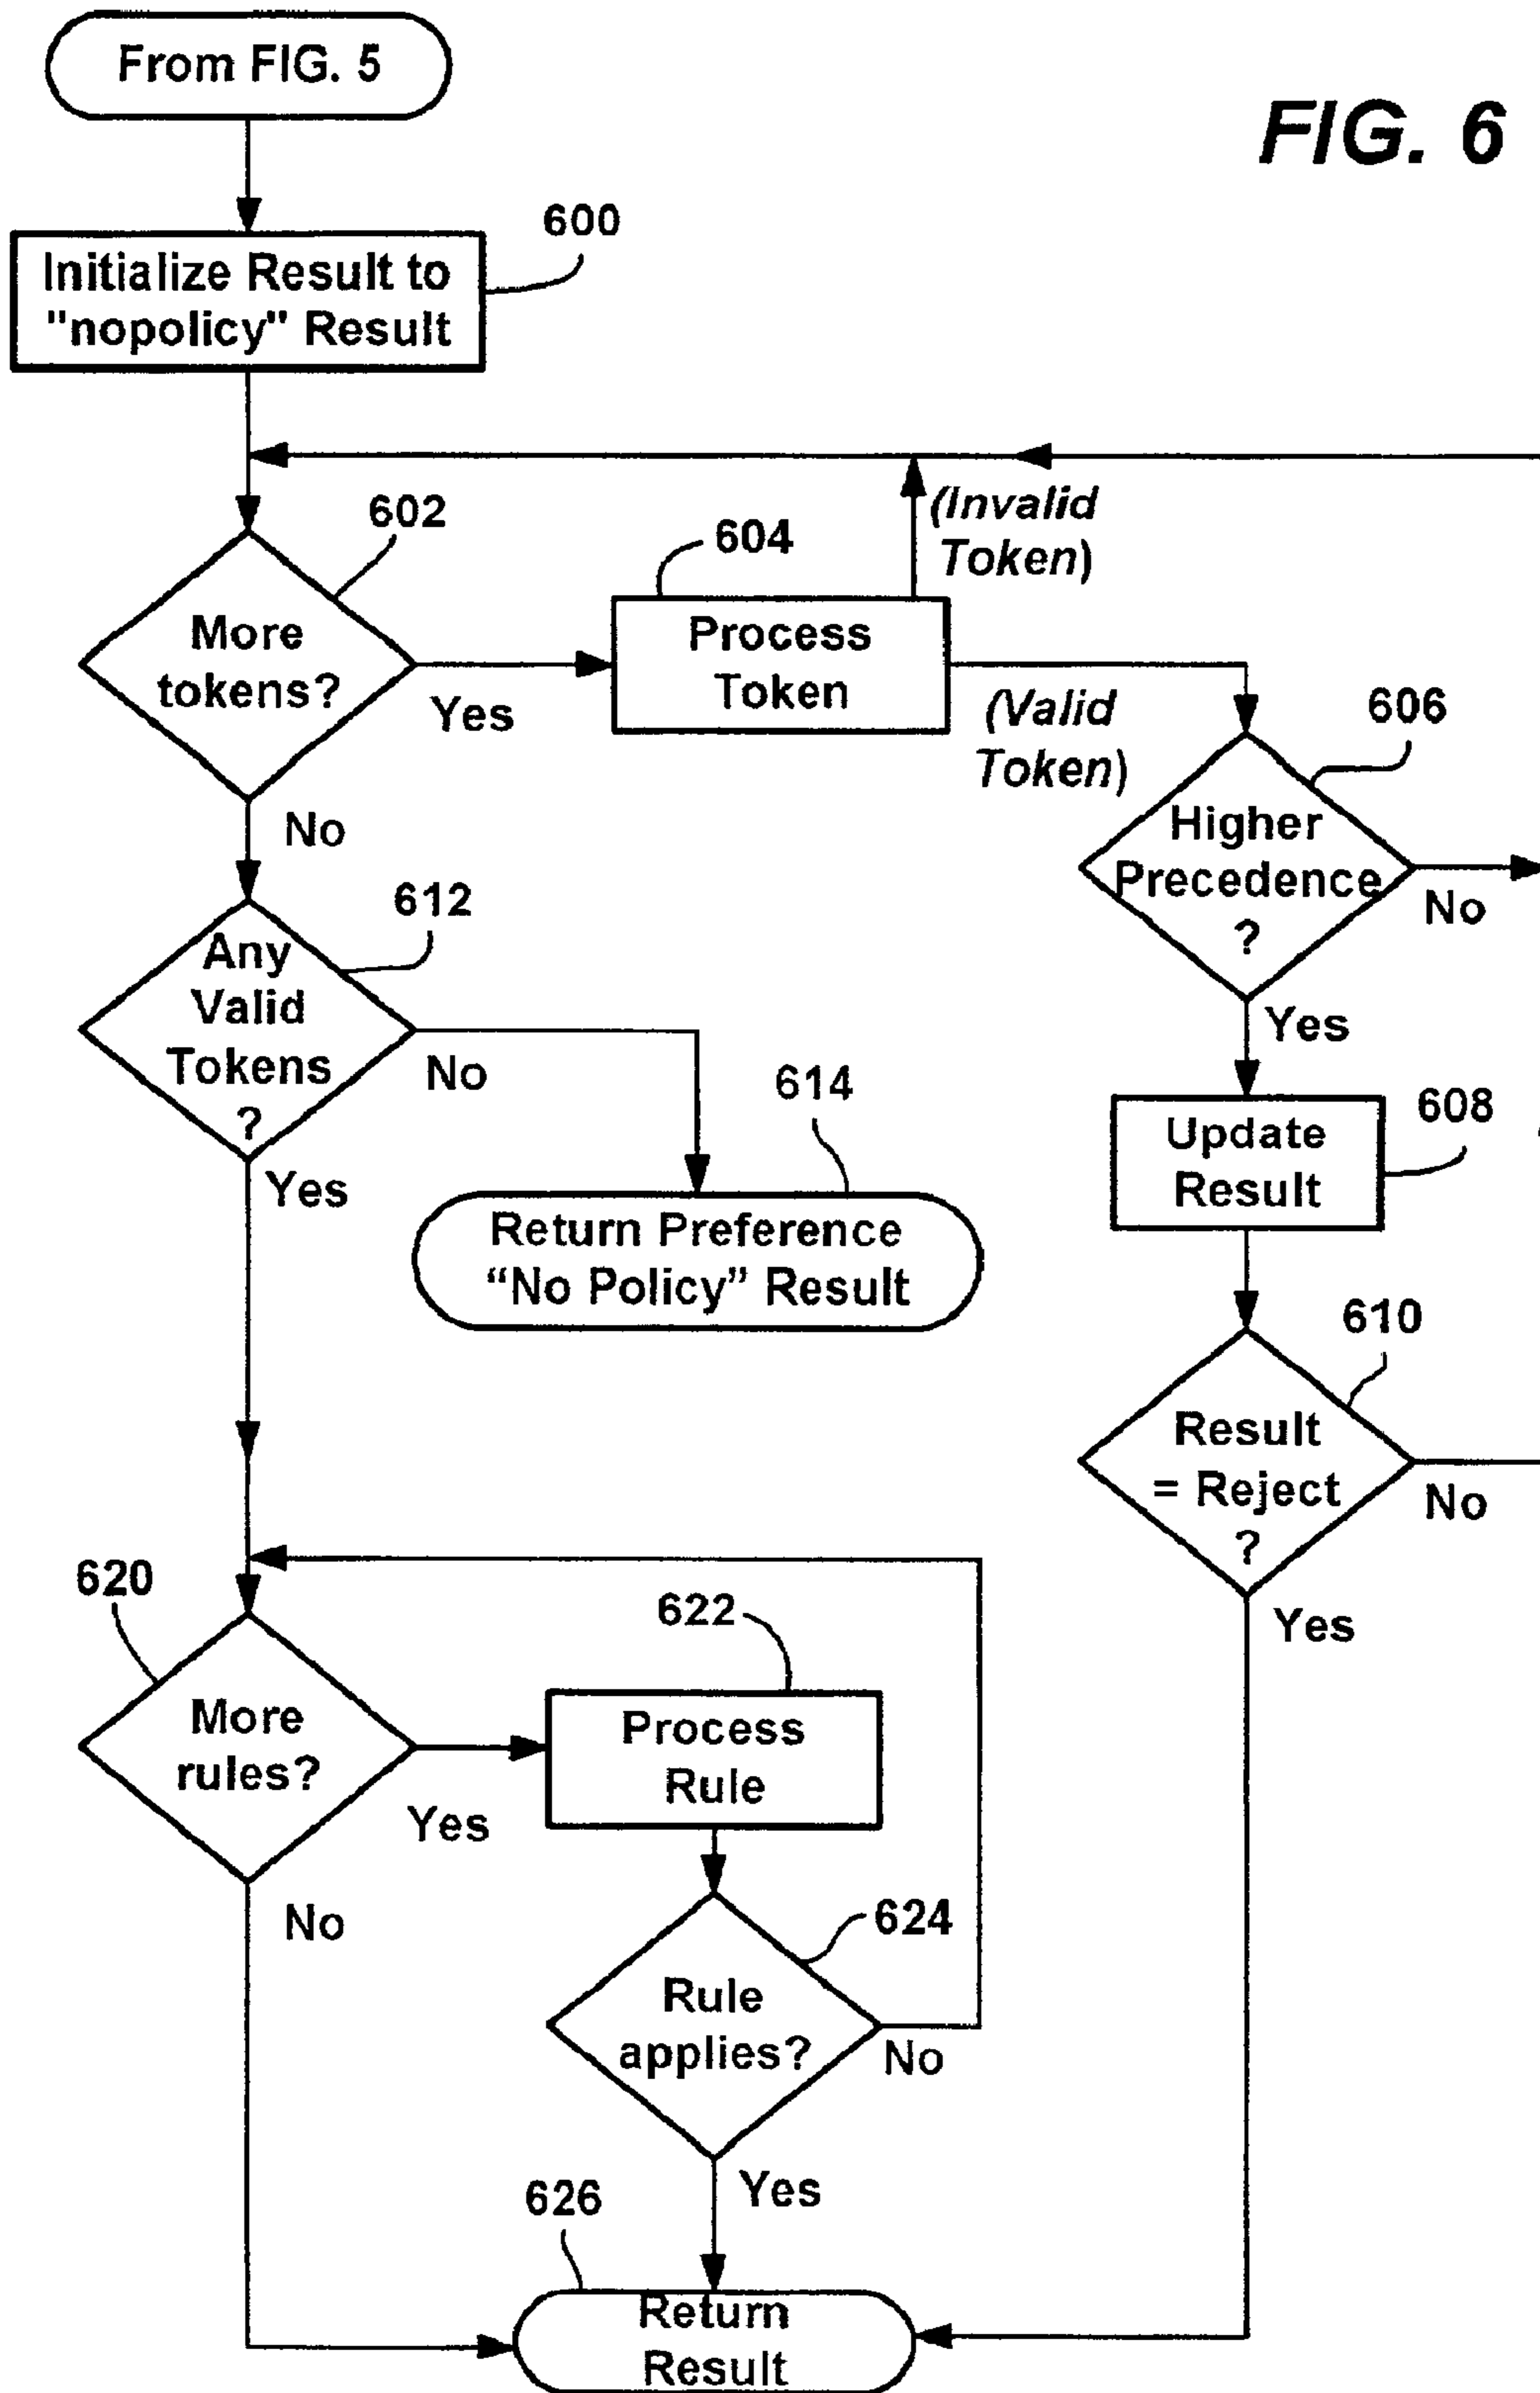 From FIG. 5
FIG. 6
600
Initialize Result to
"nopolicy" Result
602
604
(Invalid
Token)
More
tokens?
Yes
Process
Token
(Valid
Token)
606
Higher
Precedence
?
No
No
612
Any
Valid
Tokens
?
No
Yes
Yes
614
Return Preference
“No Policy” Result
608
Update
Result
610
Result
= Reject
?
No
Yes
620
More
rules?
Yes
No
622
Process
Rule
624
Rule
applies?
No
Yes
626
Return
Result